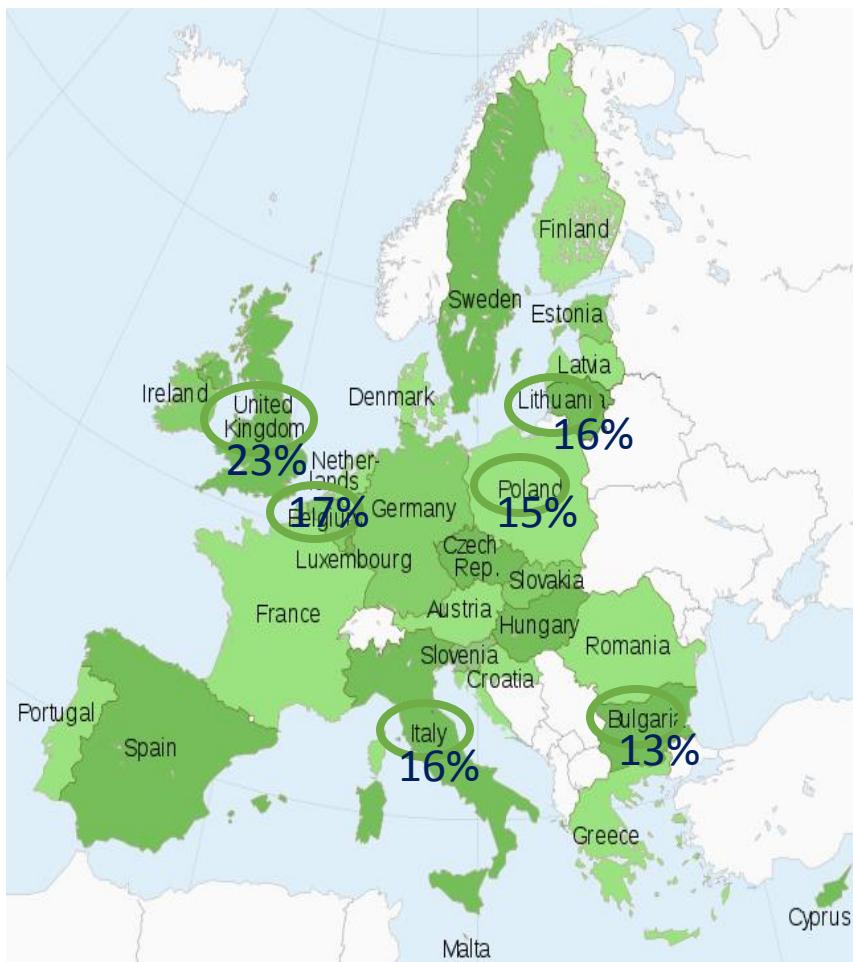 Finland
Sweden
Estonia
Latvia
Ireland
United
Kingdom
23%
Denmark
Lithuania
16%
Nether-
lands
Belgium
17%
Germany
Poland
15%
Luxembourg
Czech
Rep.
Slovakia
France
Austria
Hungary
Romania
Slovenia
Croatia
Portugal
Spain
Italy
16%
Bulgaria
13%
Greece
Cyprus
Malta